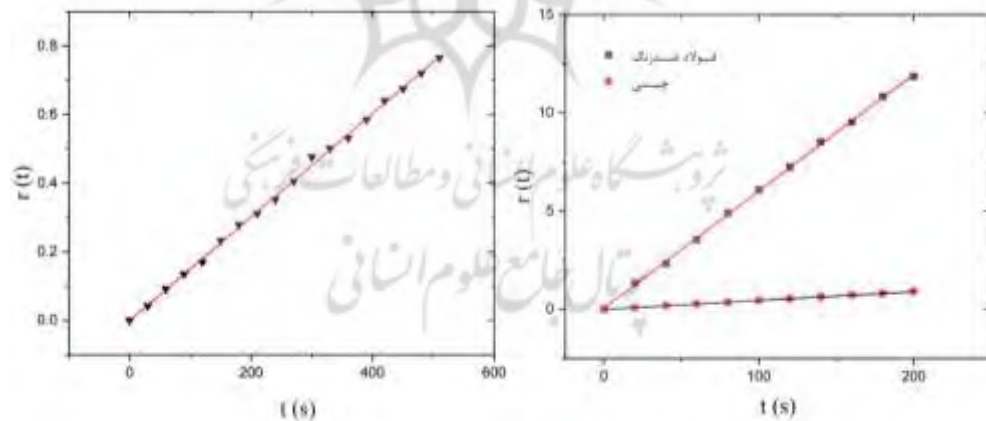 0.8
0.6
0.4
0.2
0.0
r (t)
0
200
400
600
t (s)
15
10
5
0
r (t)
فولاد ضدزنگ
چینی
0
100
200
t (s)
پژوهشگاه علوم انسانی و مطالعات فرهنگی
پرتال جامع علوم انسانی